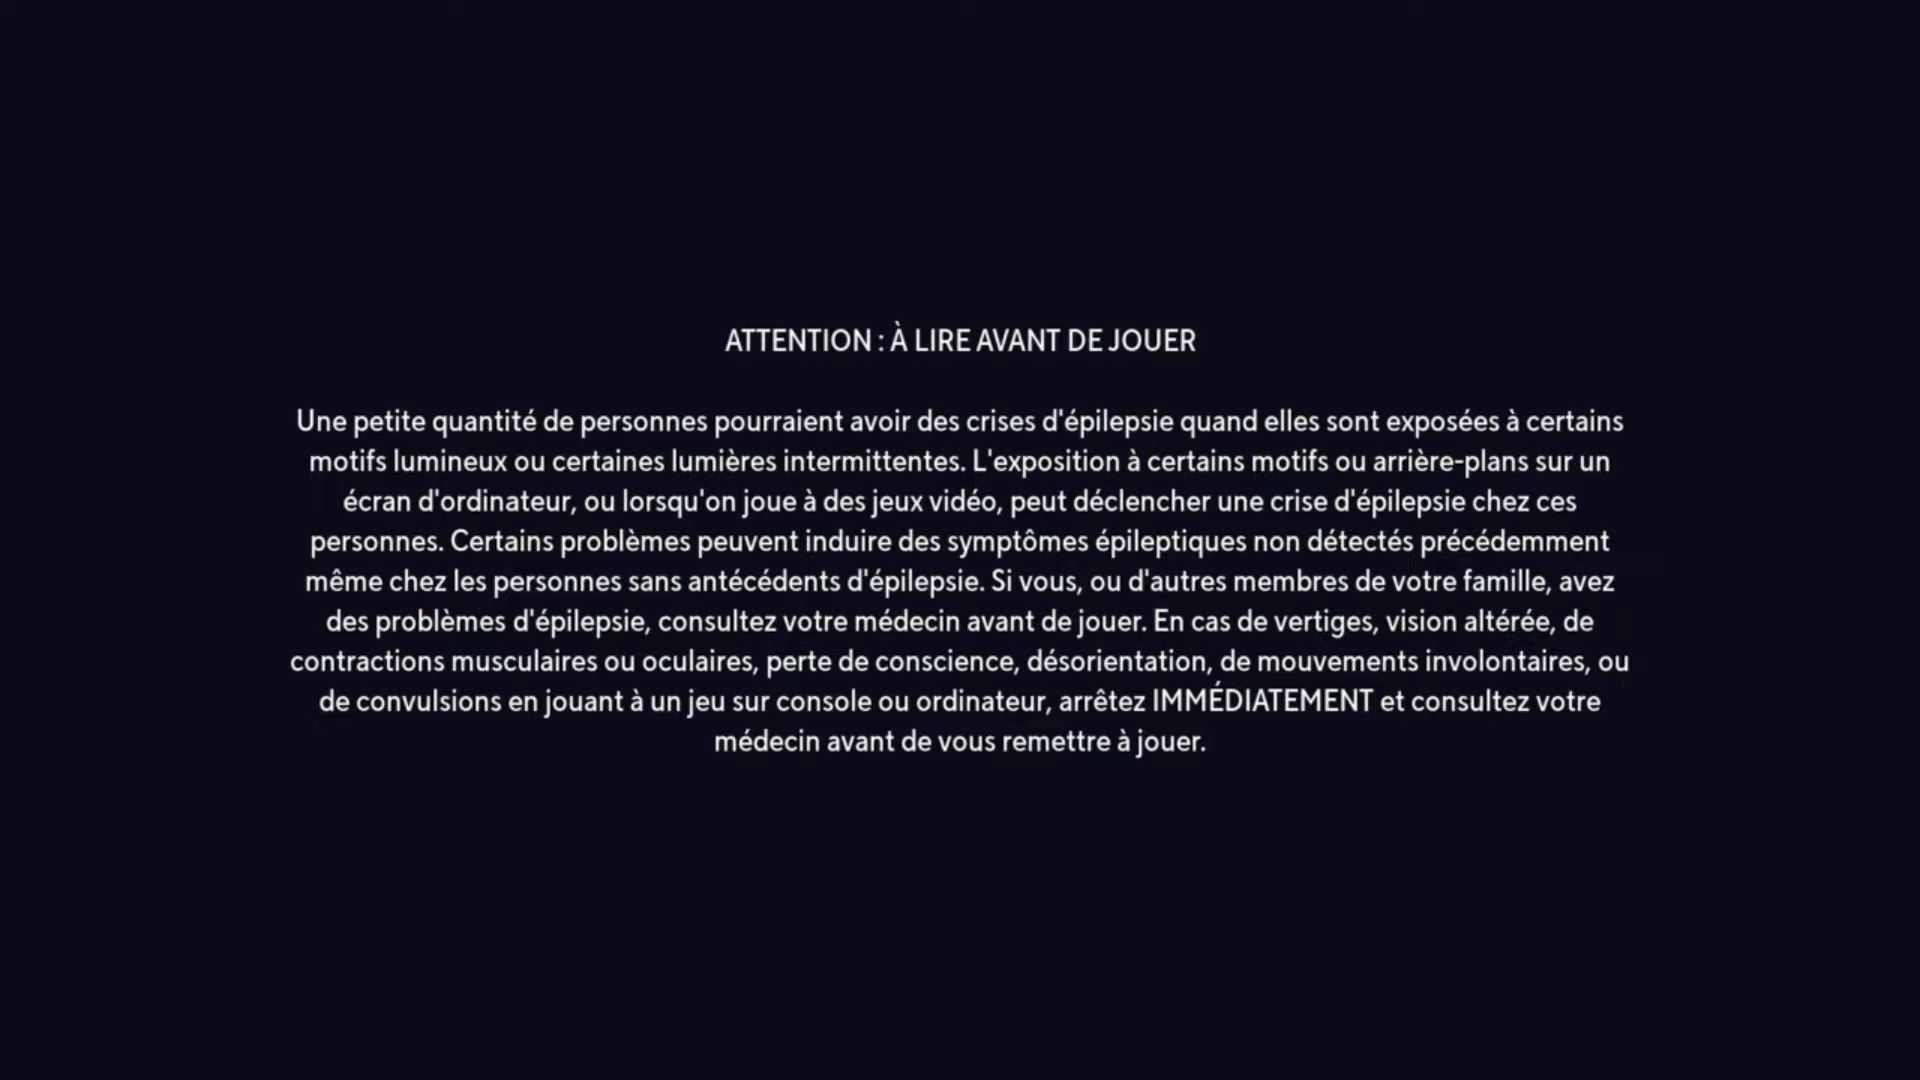 ATTENTION : À LIRE AVANT DE JOUER
Une petite quantité de personnes pourraient avoir des crises d'épilepsie quand elles sont exposées à certains
motifs lumineux ou certaines lumières intermittentes. L'exposition à certains motifs ou arrière-plans sur un
écran d'ordinateur, ou lorsqu'on joue à des jeux vidéo, peut déclencher une crise d'épilepsie chez ces
personnes. Certains problèmes peuvent induire des symptômes épileptiques non détectés précédemment
même chez les personnes sans antécédents d'épilepsie. Si vous, ou d'autres membres de votre famille, avez
des problèmes d'épilepsie, consultez votre médecin avant de jouer. En cas de vertiges, vision altérée, de
contractions musculaires ou oculaires, perte de conscience, désorientation, de mouvements involontaires, ou
de convulsions en jouant à un jeu sur console ou ordinateur, arrêtez IMMÉDIATEMENT et consultez votre
médecin avant de vous remettre à jouer.